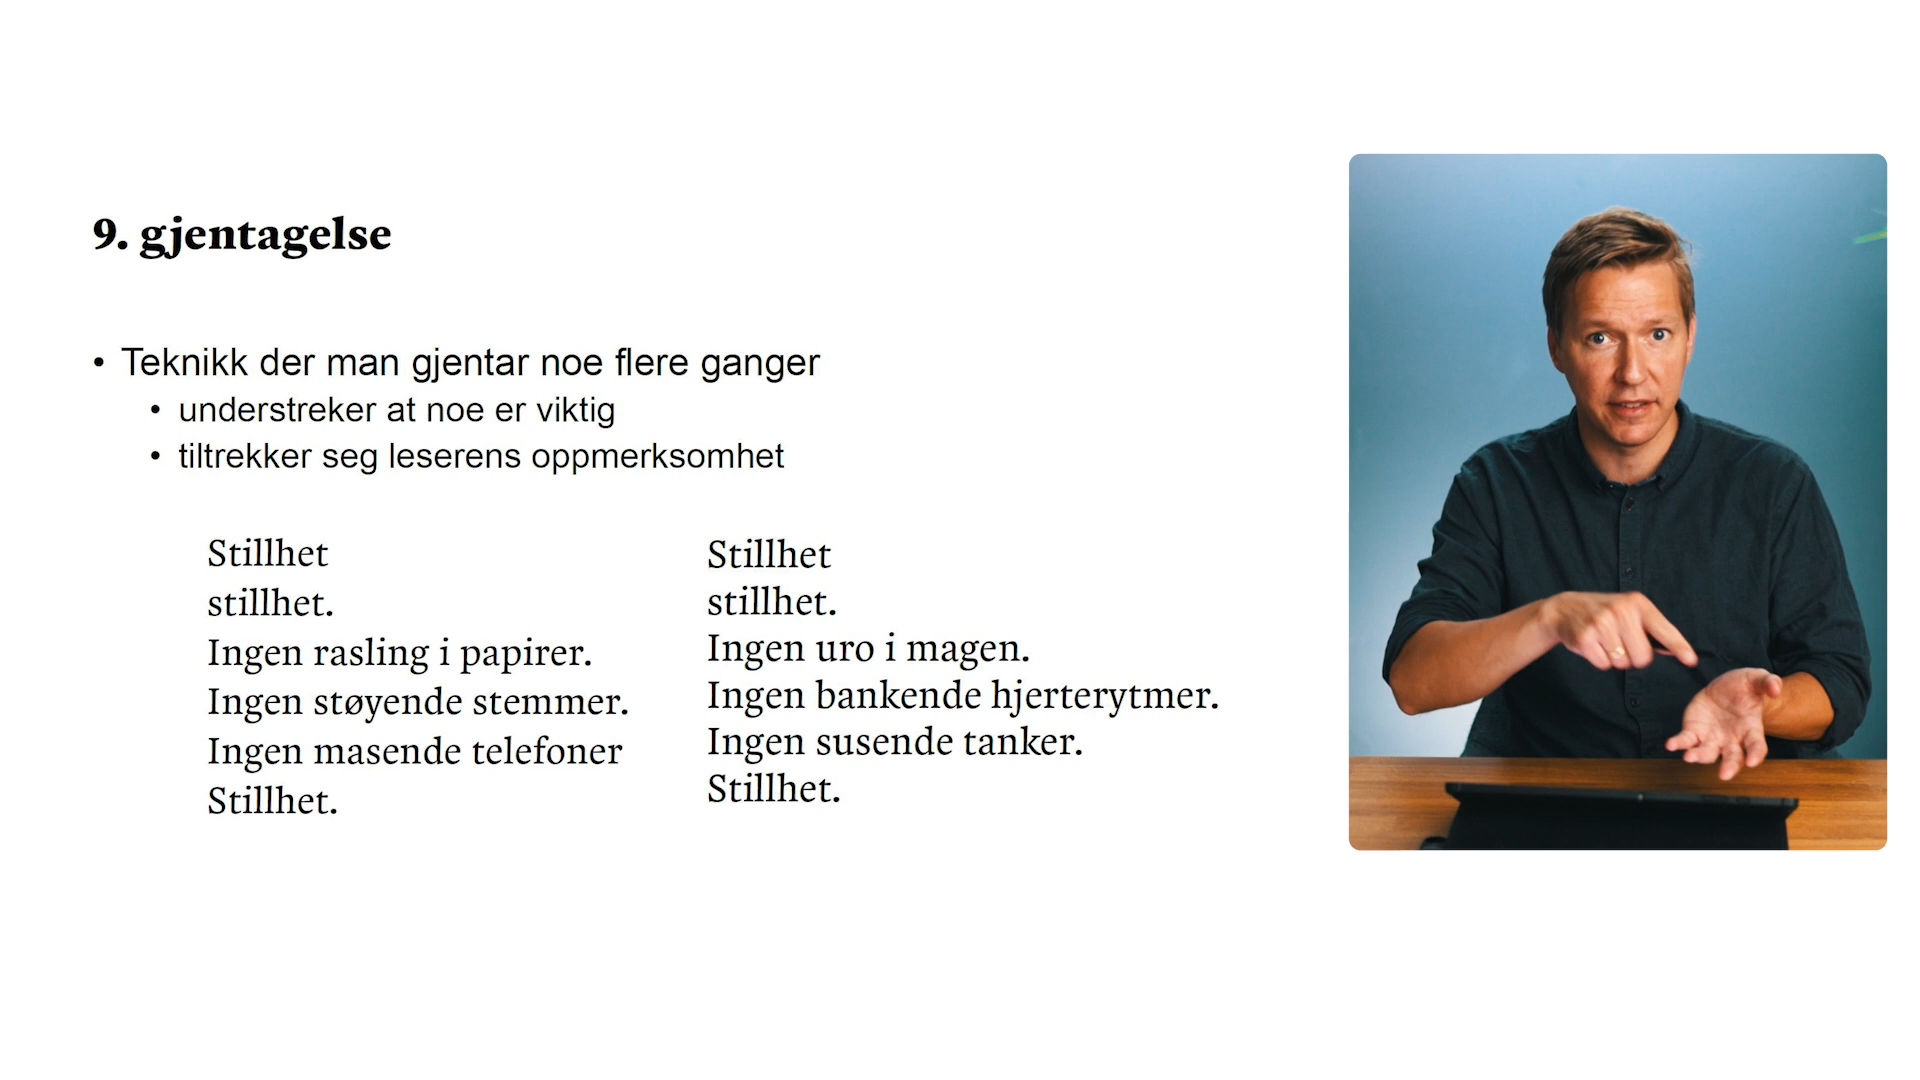 9. gjentagelse
• Teknikk der man gjentar noe flere ganger
• understreker at noe er viktig
• tiltrekker seg leserens oppmerksomhet
Stillhet
stillhet.
Ingen rasling i papirer.
Ingen støyende stemmer.
Ingen masende telefoner
Stillhet.
Stillhet
stillhet.
Ingen uro i magen.
Ingen bankende hjerterytmer.
Ingen susende tanker.
Stillhet.